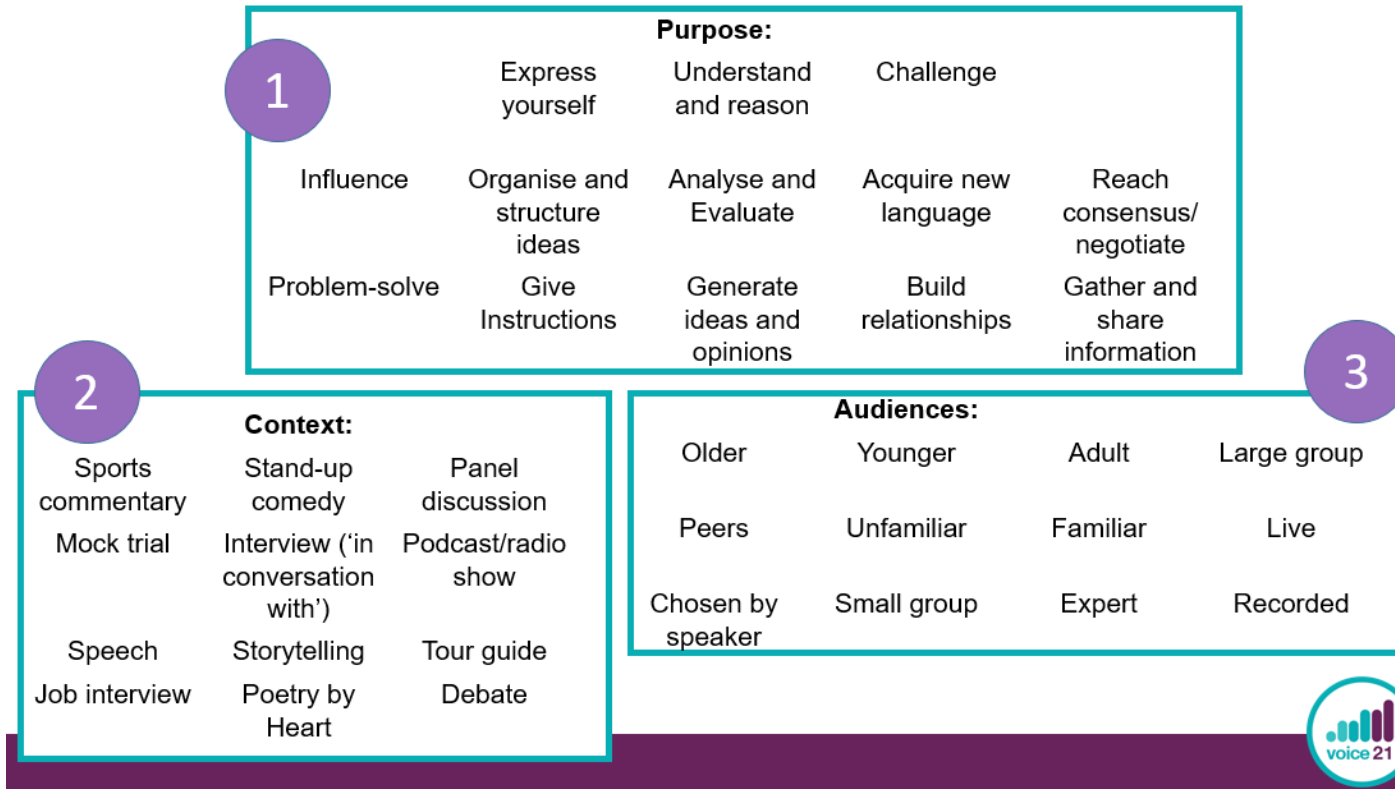 Purpose:
1
Express Understand Challenge
yourself and reason
Influence Organise and Analyse and Acquire new Reach
structure Evaluate language consensus/
ideas negotiate
Problem-solve Give Generate Build Gather and
Instructions ideas and relationships share
opinions information
2
Context:
Sports Stand-up Panel
commentary comedy discussion
Mock trial Interview (‘in Podcast/radio
conversation show
with’)
Speech Storytelling Tour guide
Job interview Poetry by Debate
Heart
3
Audiences:
Older Younger Adult Large group
Peers Unfamiliar Familiar Live
Chosen by Small group Expert Recorded
speaker
voice 21